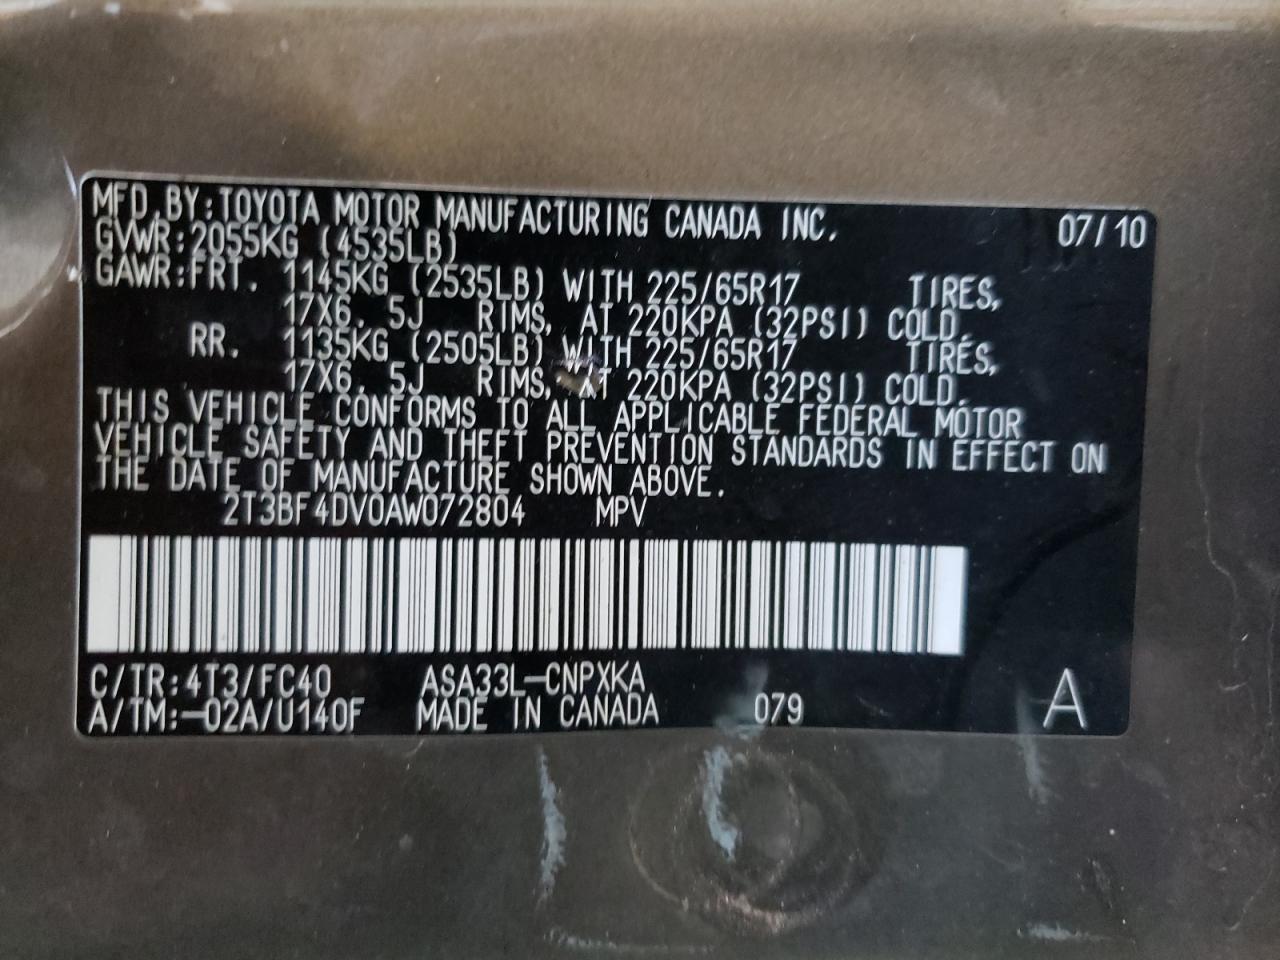 MFD.BY:TOYOTA MOTOR MANUFACTURING CANADA INC. 07/10
GVWR:2055KG (4535LB)
GAWR:FRT. 1145KG (2535LB) WITH 225/65R17 TIRES,
17X6.5J RIMS, AT 220KPA (32PSI) COLD.
RR. 1135KG (2505LB) WITH 225/65R17 TIRES,
17X6.5J RIMS, AT 220KPA (32PSI) COLD.
THIS VEHICLE CONFORMS TO ALL APPLICABLE FEDERAL MOTOR
VEHICLE SAFETY AND THEFT PREVENTION STANDARDS IN EFFECT ON
THE DATE OF MANUFACTURE SHOWN ABOVE.
2T3BF4DV0AW072804 MPV
C/TR:4T3/FC40 ASA33L-CNPXKA
A/TM:-02A/U140F MADE IN CANADA 079 A